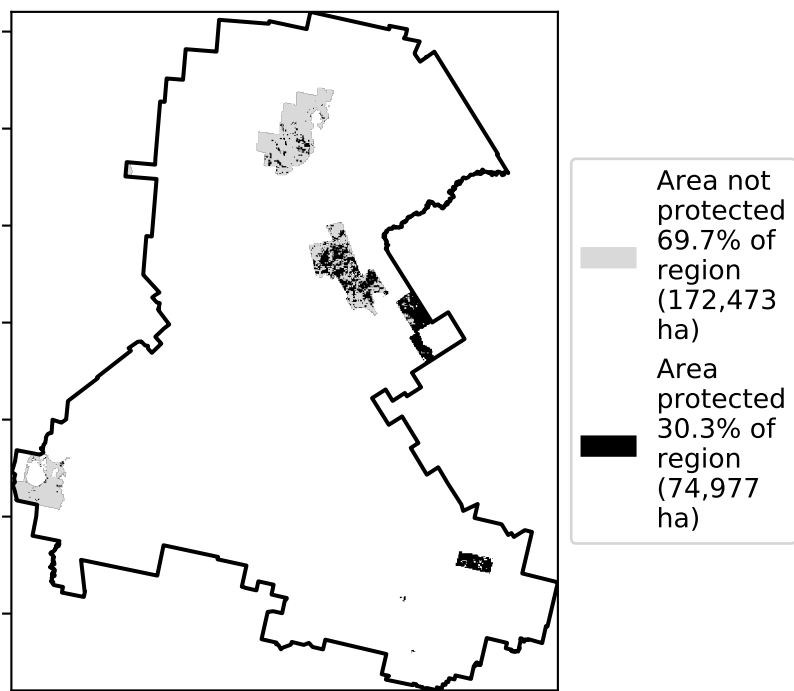 Area not
protected
69.7% of
region
(172,473
ha)
Area
protected
30.3% of
region
(74,977
ha)